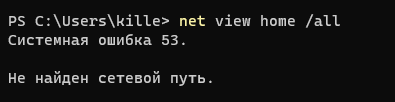 PS C:\Users\kille> net view home /all
Системная ошибка 53.
Не найден сетевой путь.